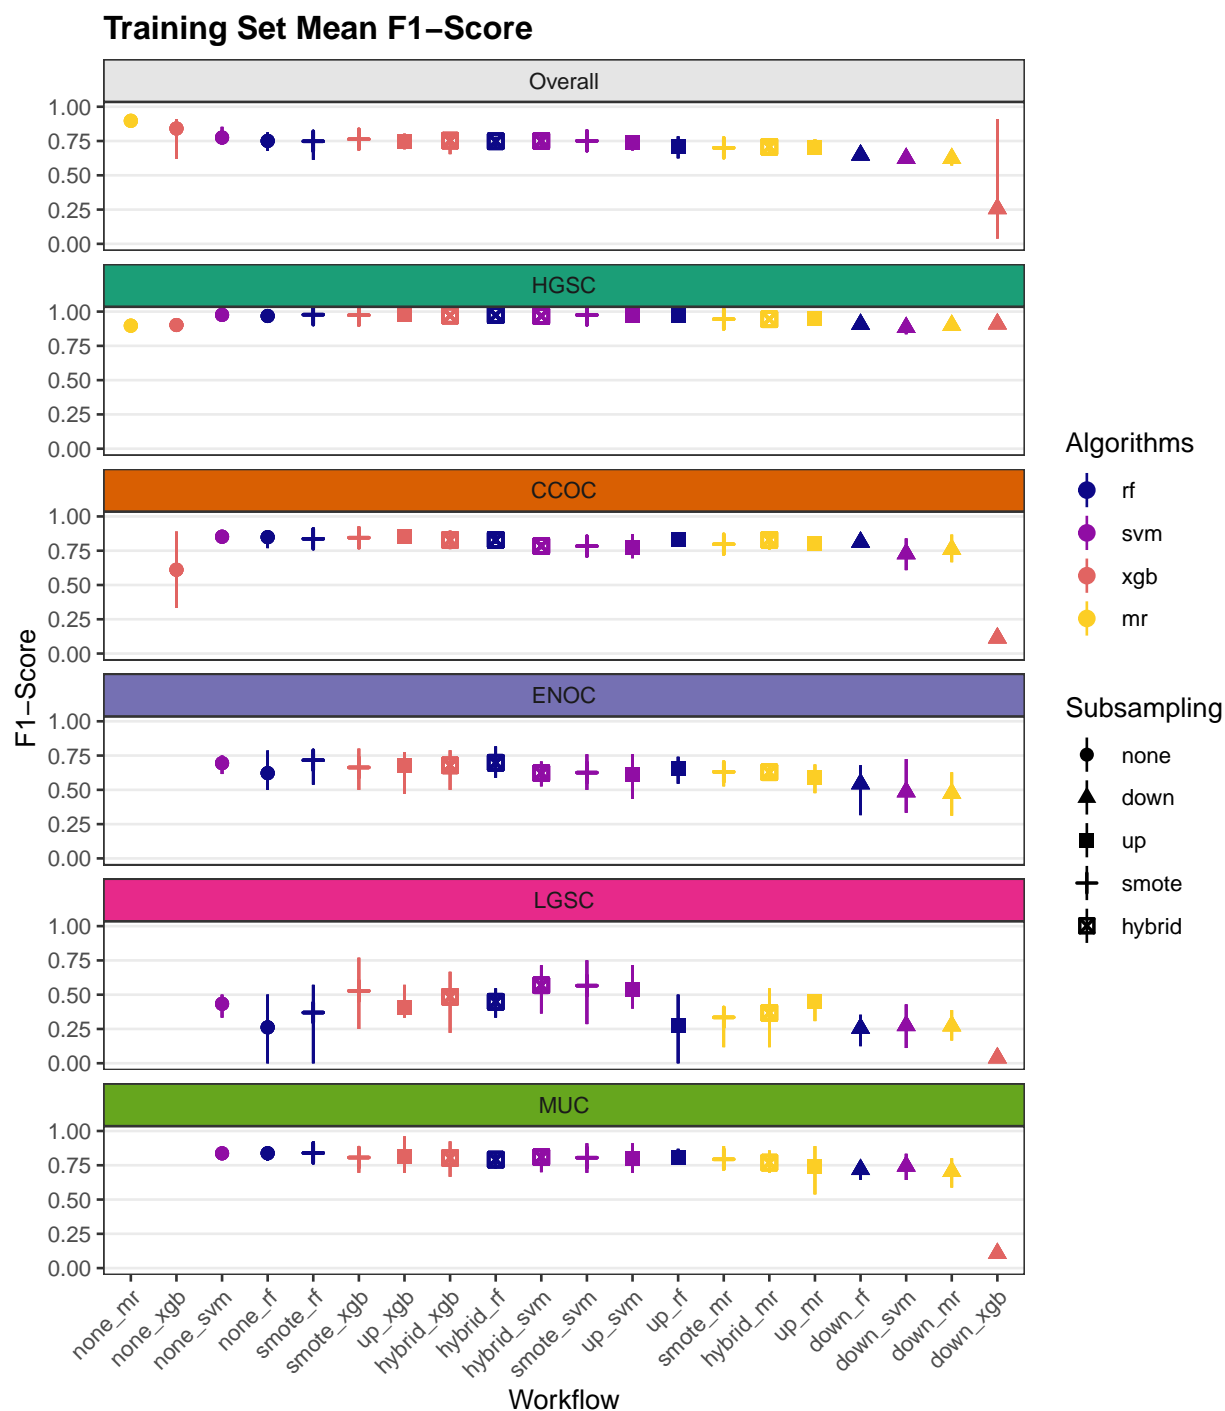 Training Set Mean F1−Score
Overall
1.00
0.75
0.50
0.25
0.00
HGSC
1.00
0.75
0.50
0.25
0.00
CCOC
1.00
0.75
0.50
0.25
0.00
ENOC
1.00
0.75
0.50
0.25
0.00
LGSC
1.00
0.75
0.50
0.25
0.00
MUC
1.00
0.75
0.50
0.25
0.00
F1−Score
none_mr
none_xgb
none_svm
none_rf
smote_rf
smote_xgb
up_xgb
hybrid_xgb
hybrid_rf
hybrid_svm
smote_svm
up_svm
up_rf
smote_mr
hybrid_mr
up_mr
down_rf
down_svm
down_mr
down_xgb
Workflow
Algorithms
rf
svm
xgb
mr
Subsampling
none
down
up
smote
hybrid